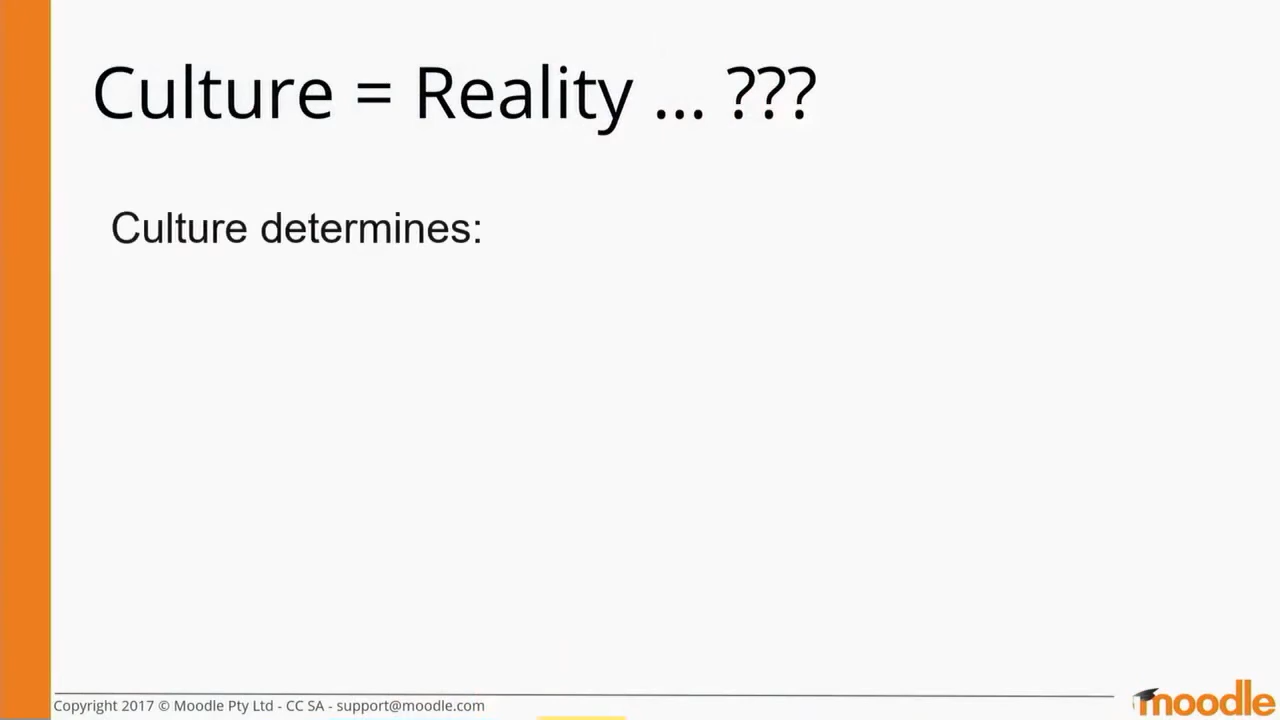 Culture = Reality ... ???
Culture determines:
Copyright 2017 © Moodle Pty Ltd - CC SA - support@moodle.com
moodle